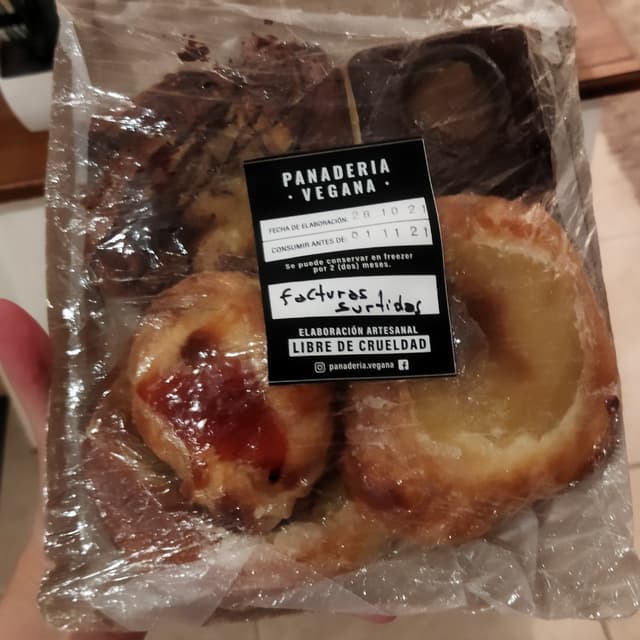 PANADERIA
· VEGANA ·
FECHA DE ELABORACIÓN: 28 10 21
CONSUMIR ANTES DE: 01 11 21
Se puede conservar en freezer
por 2 (dos) meses.
facturas
surtidas
ELABORACIÓN ARTESANAL
LIBRE DE CRUELDAD
panaderia.vegana